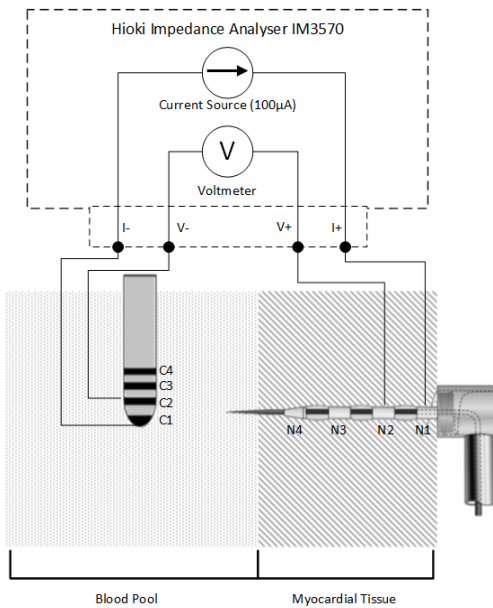 Hioki Impedance Analyser IM3570
Current Source (100µA)
V
Voltmeter
I- V- V+ I+
C4
C3
C2
C1
N4 N3 N2 N1
Blood Pool Myocardial Tissue